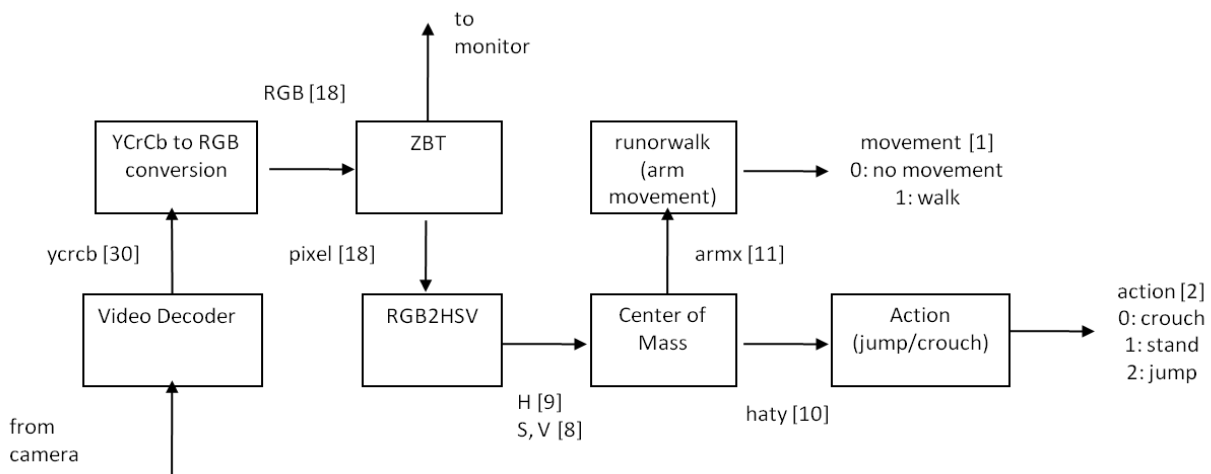 to
monitor
RGB [18]
YCrCb to RGB
conversion
ZBT
runorwalk
(arm
movement)
movement [1]
0: no movement
1: walk
ycrcb [30]
pixel [18]
armx [11]
Video Decoder
RGB2HSV
Center of
Mass
Action
(jump/crouch)
action [2]
0: crouch
1: stand
2: jump
H [9]
S, V [8]
haty [10]
from
camera